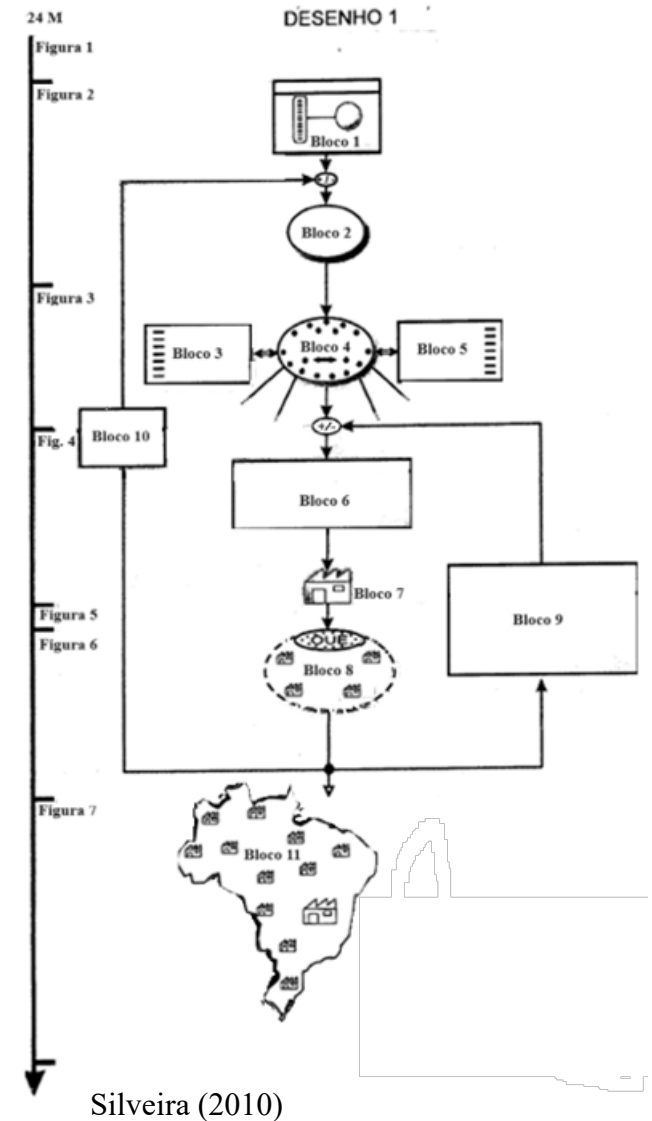 24 M
DESENHO 1
Figura 1
Figura 2
Bloco 1
Bloco 2
Figura 3
Bloco 3
Bloco 4
Bloco 5
+/-
Fig. 4
Bloco 10
Bloco 6
Bloco 7
Figura 5
Bloco 9
Figura 6
QUE
Bloco 8
Figura 7
Bloco 11
Silveira (2010)